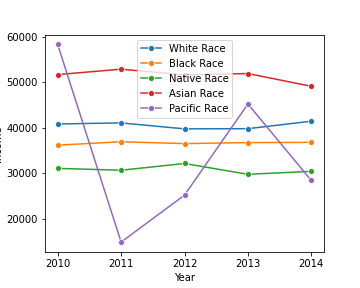 60000
50000
40000
30000
20000
White Race
Black Race
Native Race
Asian Race
Pacific Race
2010
2011
2012
2013
2014
Year